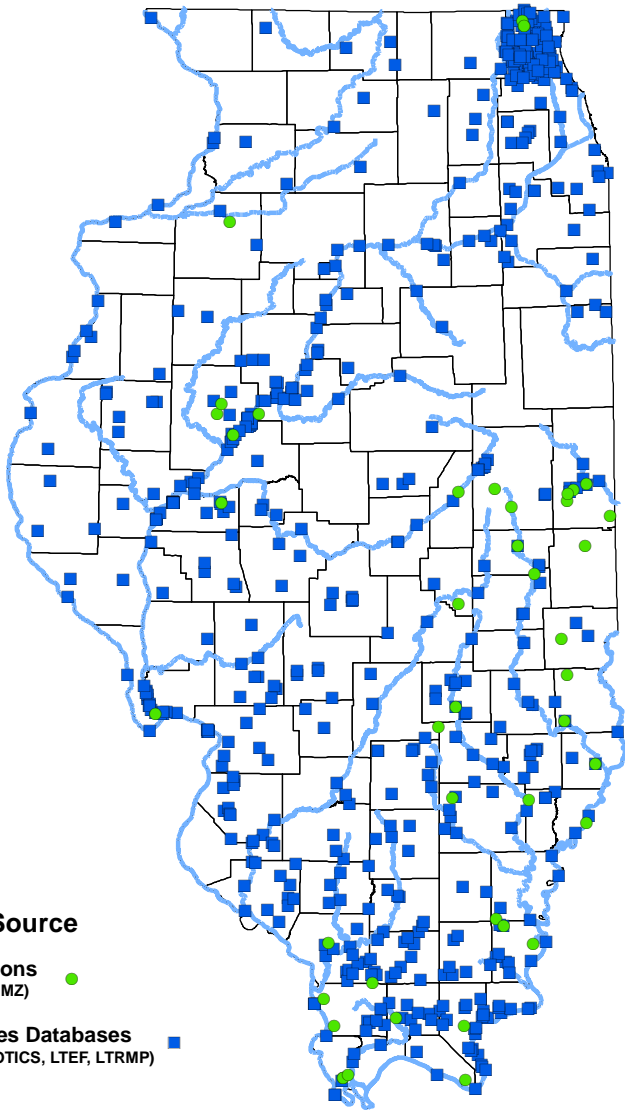 Source
ons
MZ)
es Databases
OTICS, LTEF, LTRMP)